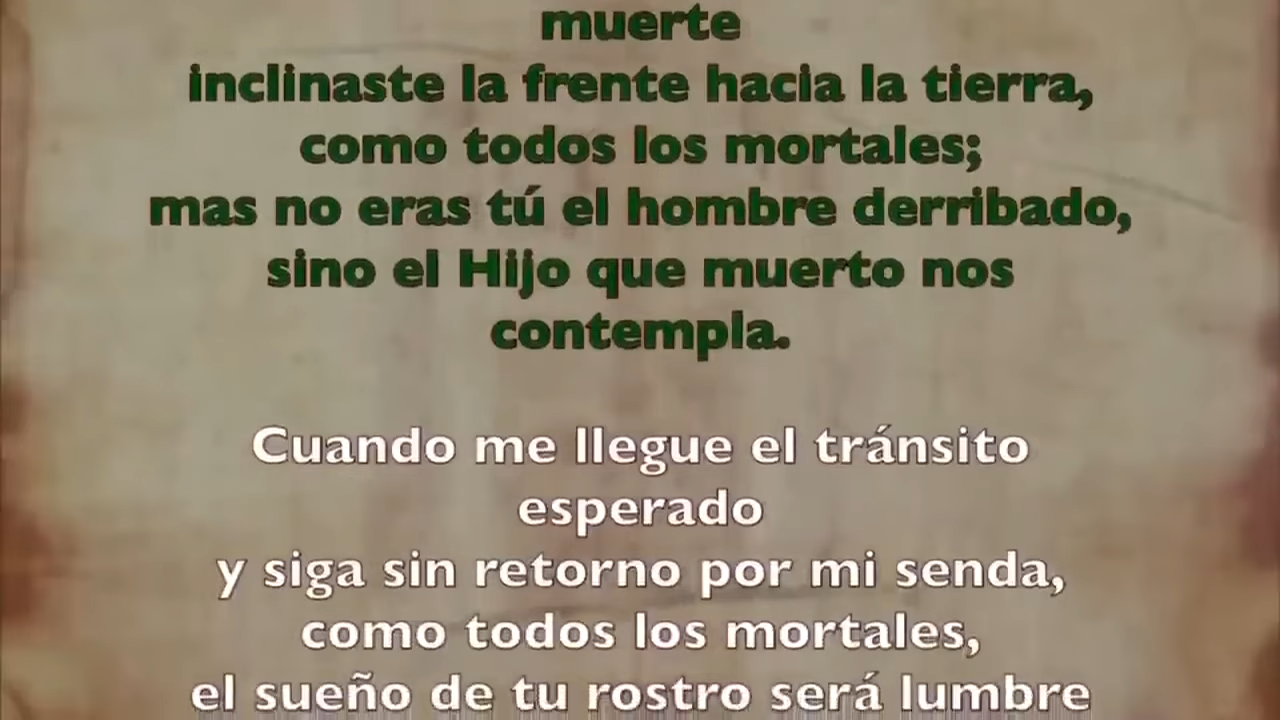 muerte
inclinaste la frente hacia la tierra,
como todos los mortales;
mas no eras tú el hombre derribado,
sino el Hijo que muerto nos
contempla.
Cuando me llegue el tránsito
esperado
y siga sin retorno por mi senda,
como todos los mortales,
el sueño de tu rostro será lumbre